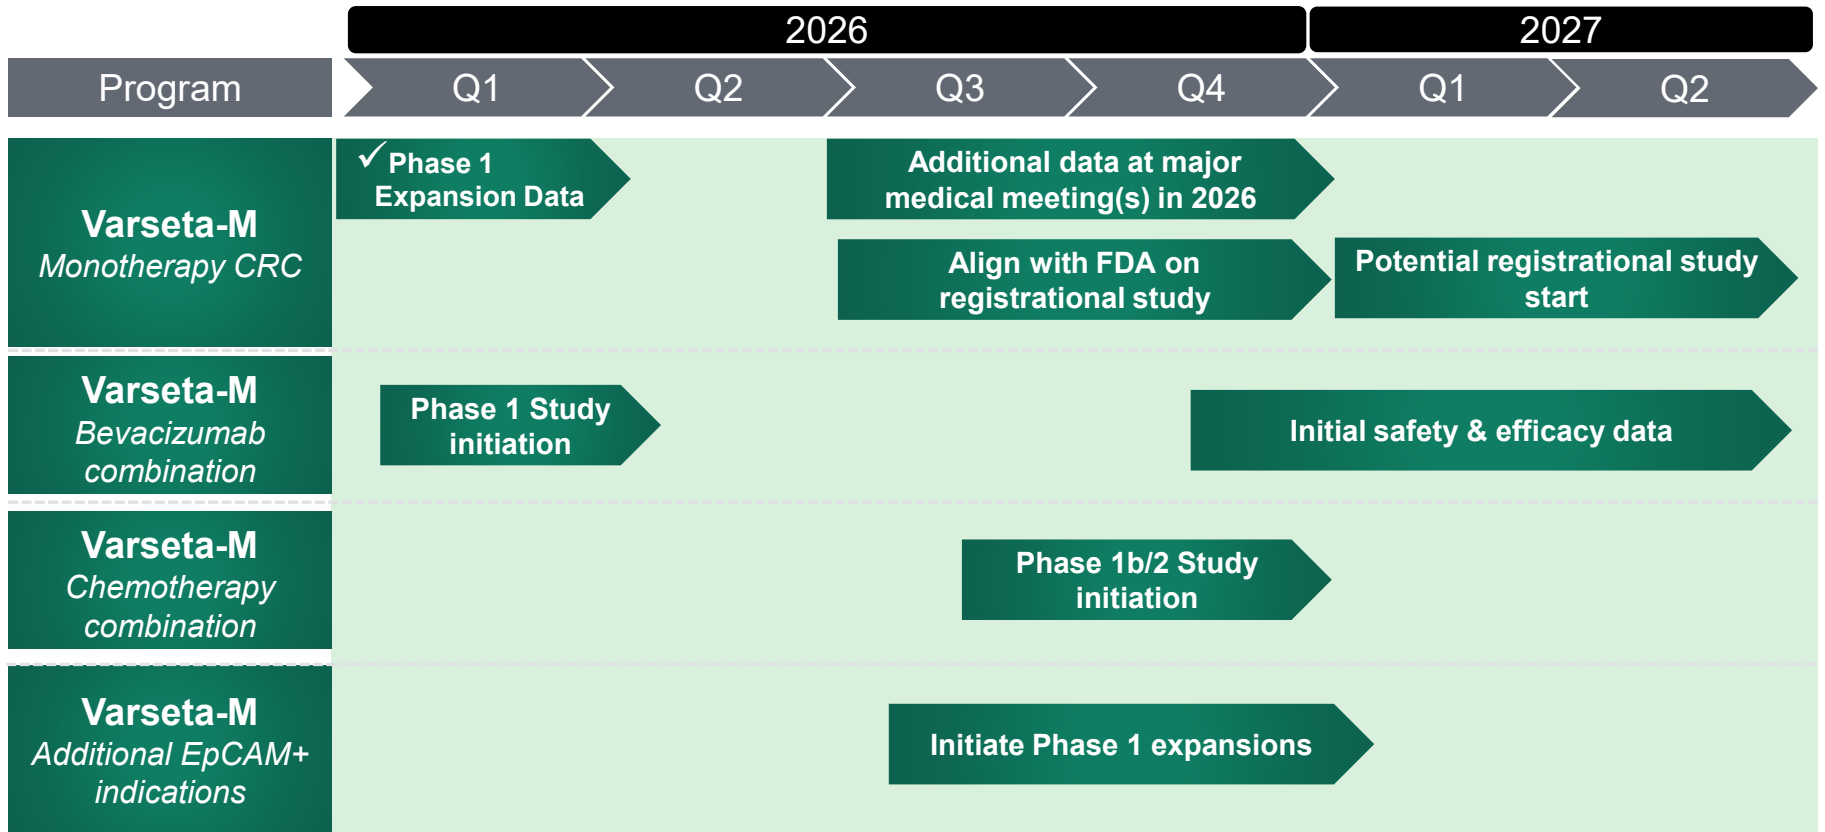 2026
2027
Program
Q1
Q2
Q3
Q4
Q1
Q2
Varseta-M
Monotherapy CRC
✓Phase 1
Expansion Data
Additional data at major
medical meeting(s) in 2026
Align with FDA on
registrational study
Potential registrational study
start
Varseta-M
Bevacizumab
combination
Phase 1 Study
initiation
Initial safety & efficacy data
Varseta-M
Chemotherapy
combination
Phase 1b/2 Study
initiation
Varseta-M
Additional EpCAM+
indications
Initiate Phase 1 expansions